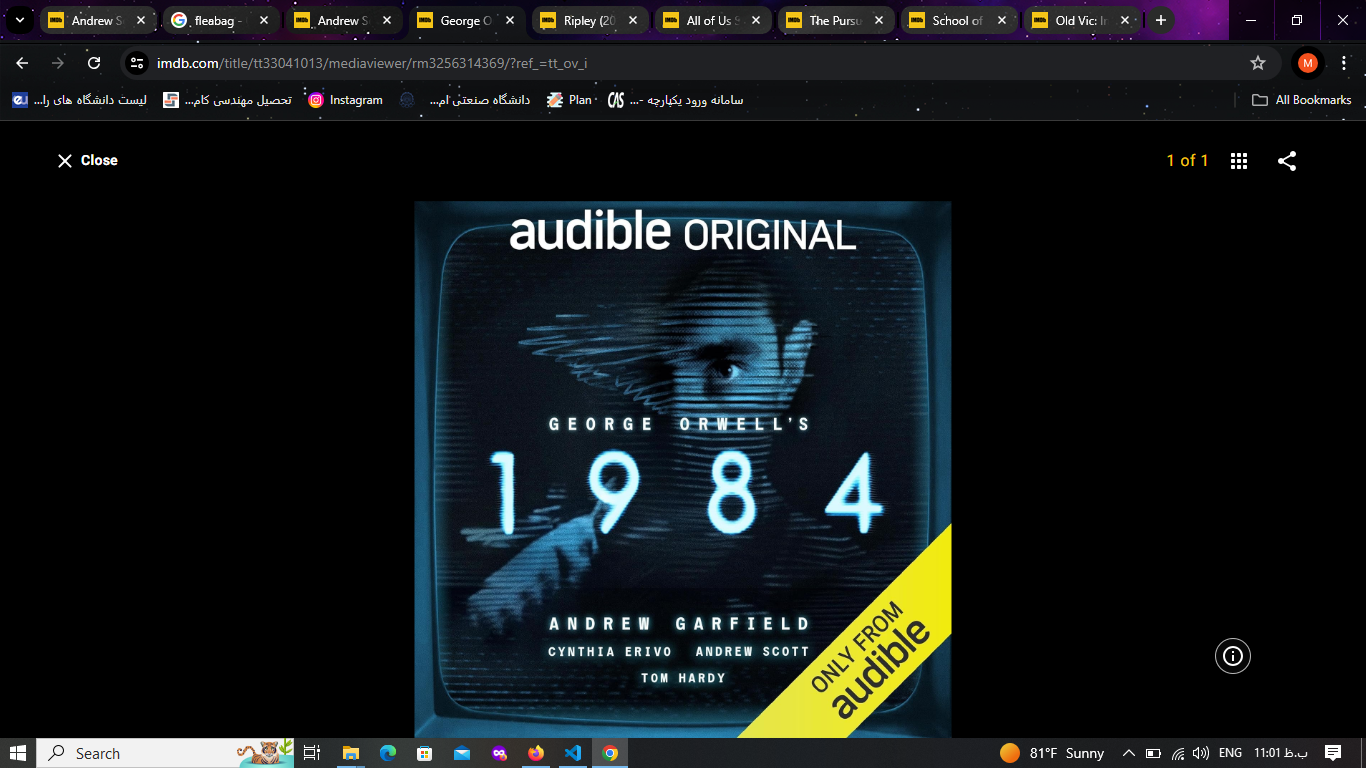 Andrew S
fleabag -
Andrew S
George O
Ripley (20
All of Us S
The Pursu
School of
Old Vic: In
imdb.com/title/tt33041013/mediaviewer/rm3256314369/?ref_=tt_ov_i
M
لیست دانشگاه های را...
تحصیل مهندسی کام...
Instagram
دانشگاه صنعتی ام...
Plan
CAS
سامانه ورود یکپارچه -...
All Bookmarks
Close
1 of 1
audible ORIGINAL
GEORGE ORWELL'S
1984
ANDREW GARFIELD
CYNTHIA ERIVO ANDREW SCOTT
TOM HARDY
ONLY FROM
audible
Search
81°F Sunny
ENG
11:01 ب.ظ